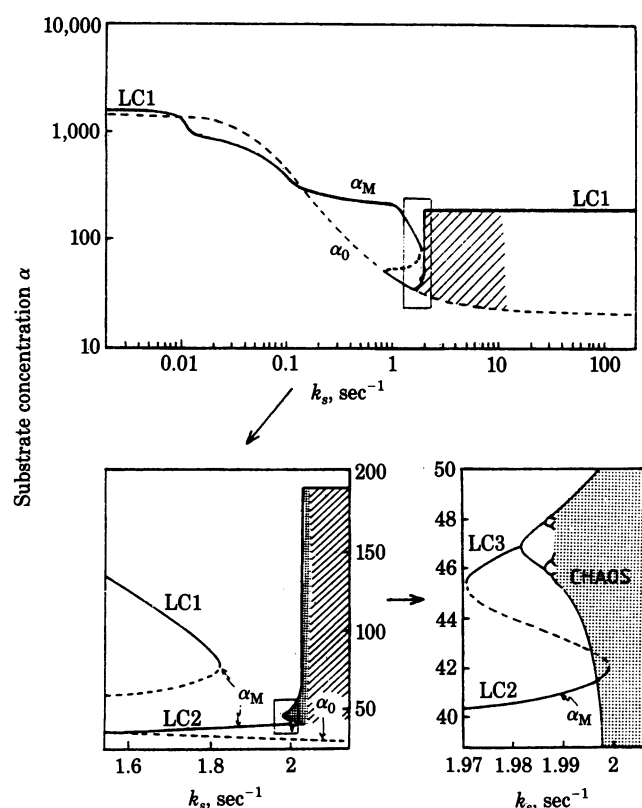 10,000
LC1
1,000
α_M
LC1
100
α_0
10
0.01 0.1 1 10 100
k_s, sec⁻¹
Substrate concentration α
200
LC1
150
100
α_M
α_0
LC2
50
1.6 1.8 2
k_s, sec⁻¹
50
48
LC3
46
CHAOS
44
42
LC2
α_M
40
1.97 1.98 1.99 2
k_s, sec⁻¹